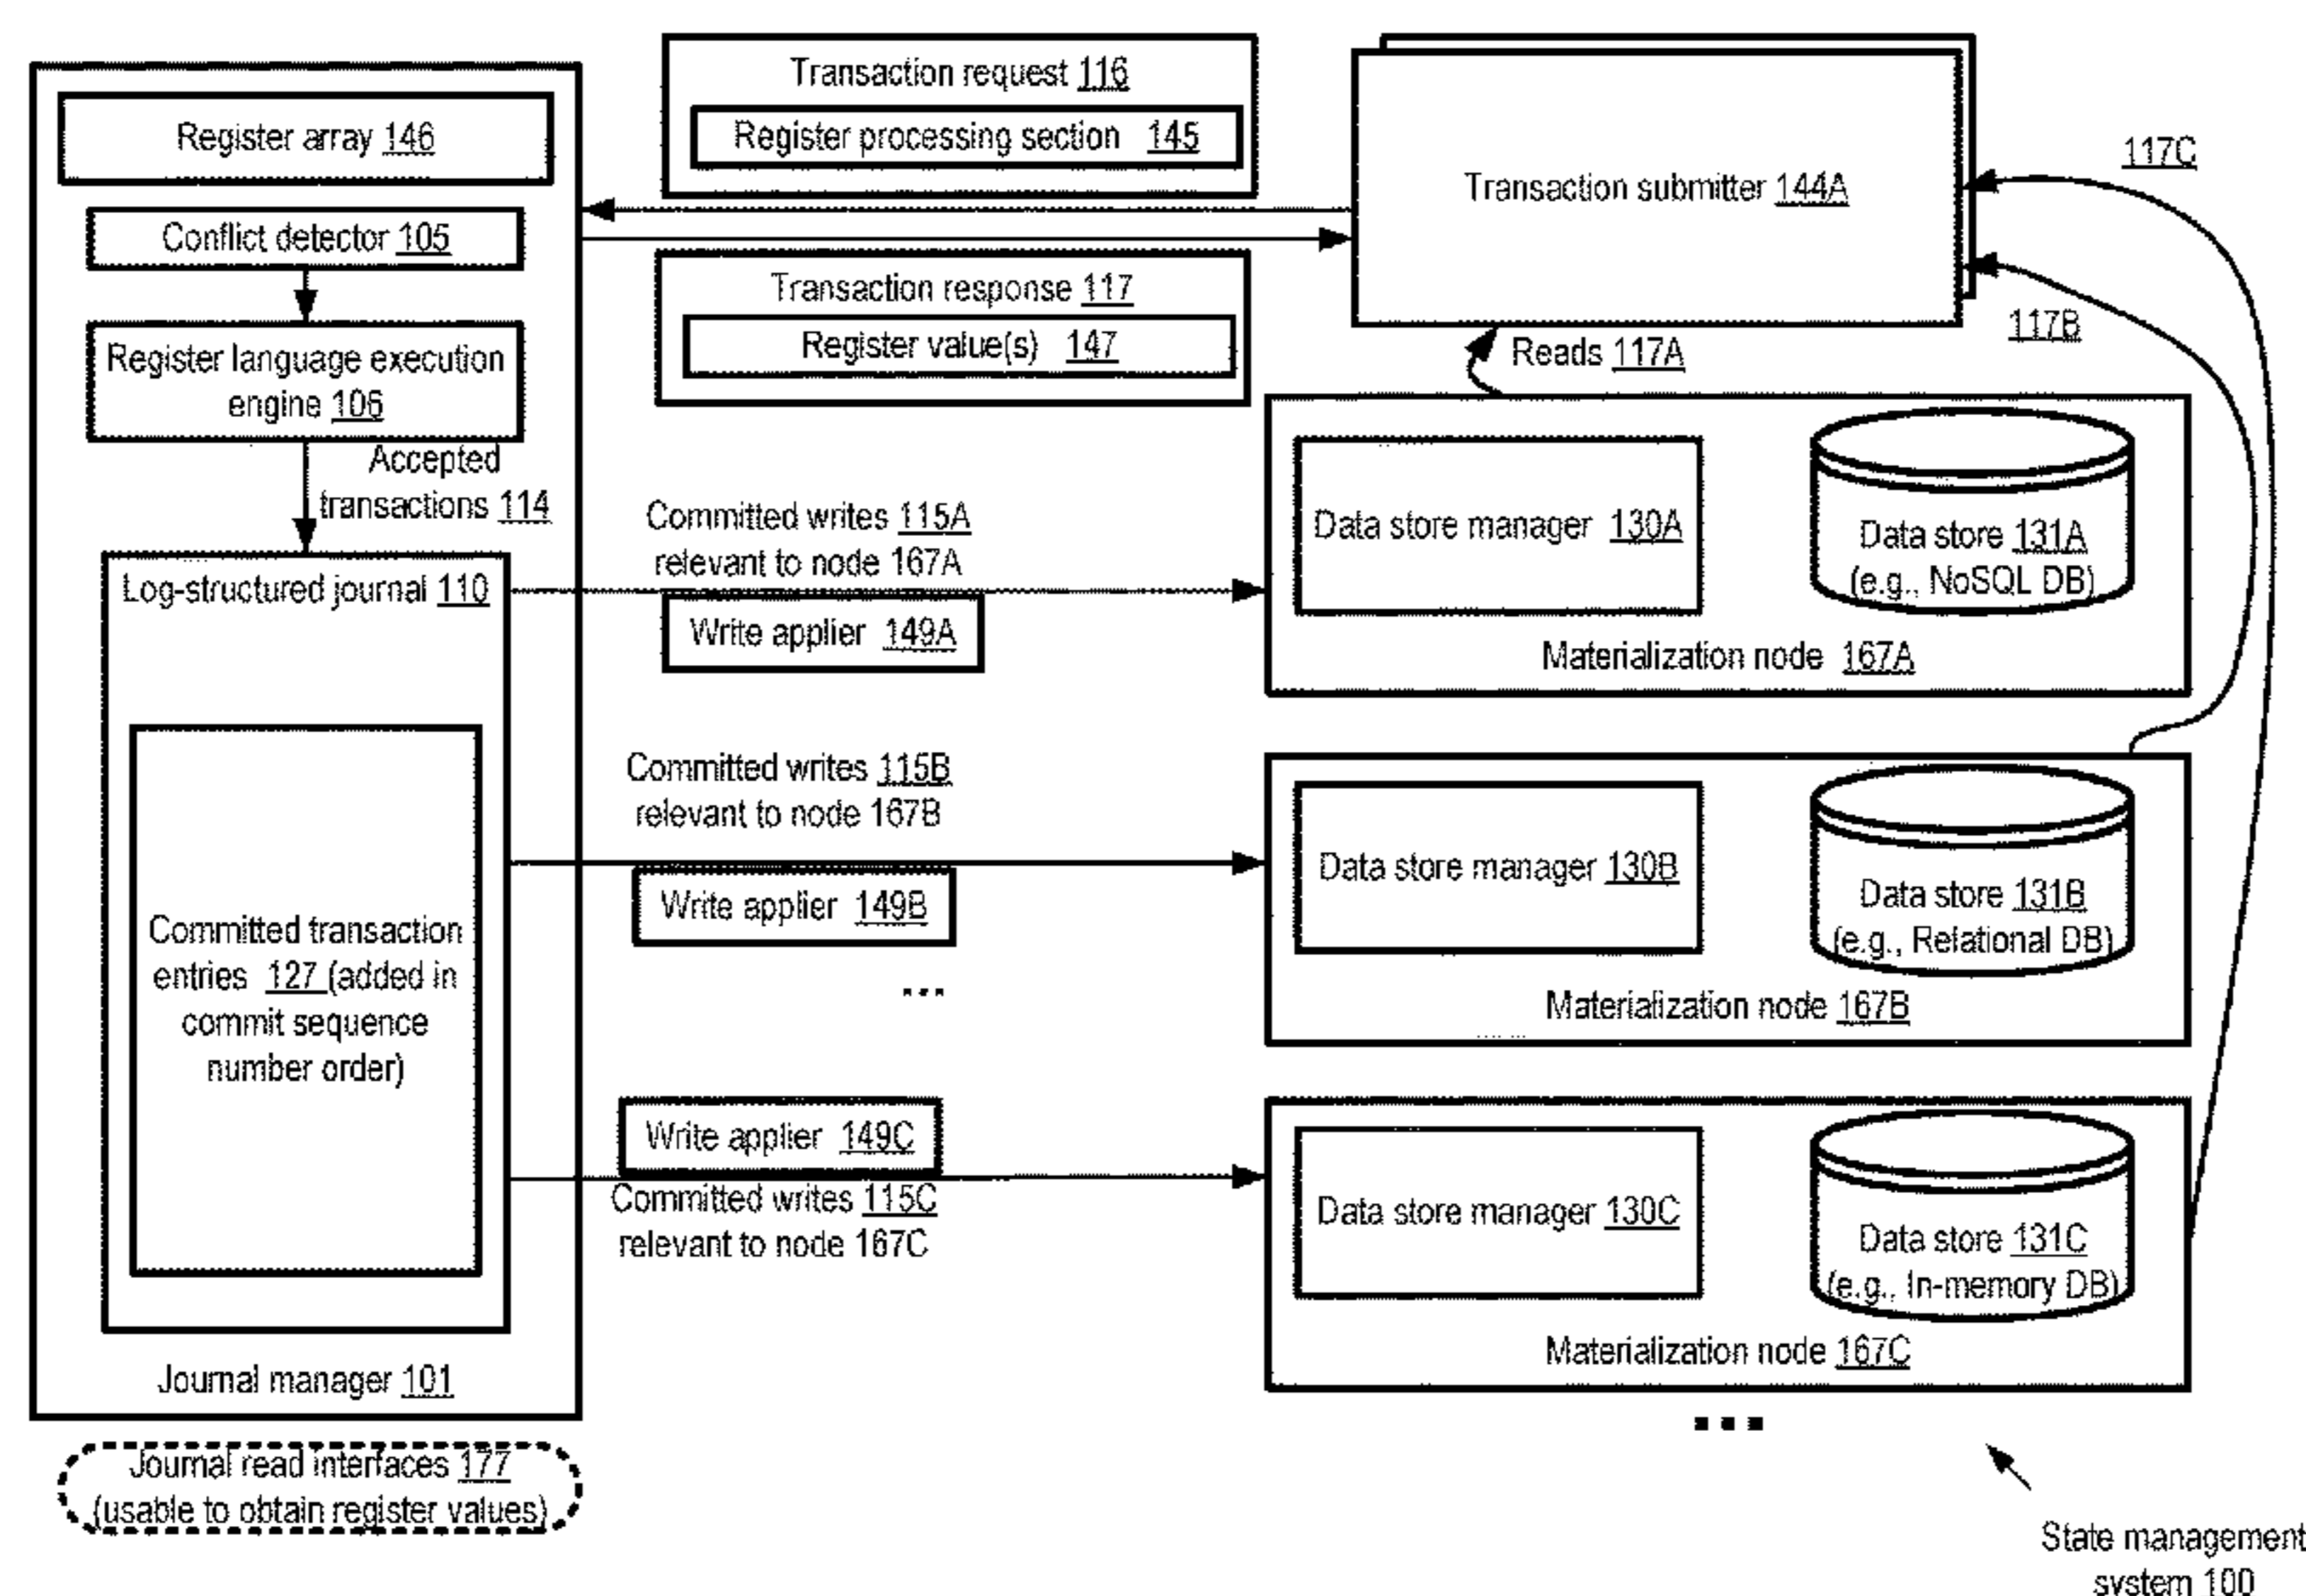 Register array 146
Conflict detector 105
Register language execution
engine 106
Accepted
transactions 114
Log-structured journal 110
Committed transaction
entries 127 (added in
commit sequence
number order)
Journal manager 101
Journal read interfaces 177
(usable to obtain register values)
Transaction request 116
Register processing section 145
Transaction response 117
Register value(s) 147
Transaction submitter 144A
117C
117B
Reads 117A
Committed writes 115A
relevant to node 167A
Write applier 149A
Data store manager 130A
Data store 131A
(e.g., NoSQL DB)
Materialization node 167A
Committed writes 115B
relevant to node 167B
Write applier 149B
...
Data store manager 130B
Data store 131B
(e.g., Relational DB)
Materialization node 167B
Write applier 149C
Committed writes 115C
relevant to node 167C
Data store manager 130C
Data store 131C
(e.g., In-memory DB)
Materialization node 167C
...
State management
system 100